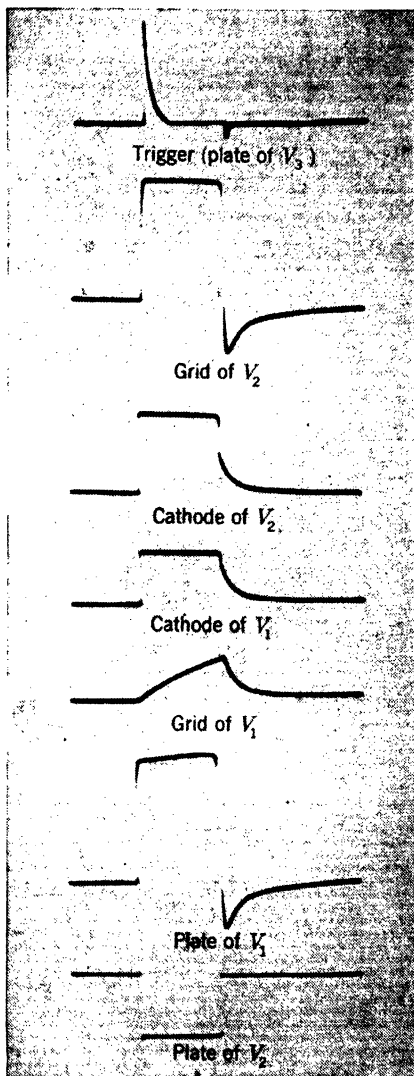 Trigger (plate of V₃)
Grid of V₂
Cathode of V₂
Cathode of V₁
Grid of V₁
Plate of V₁
Plate of V₂